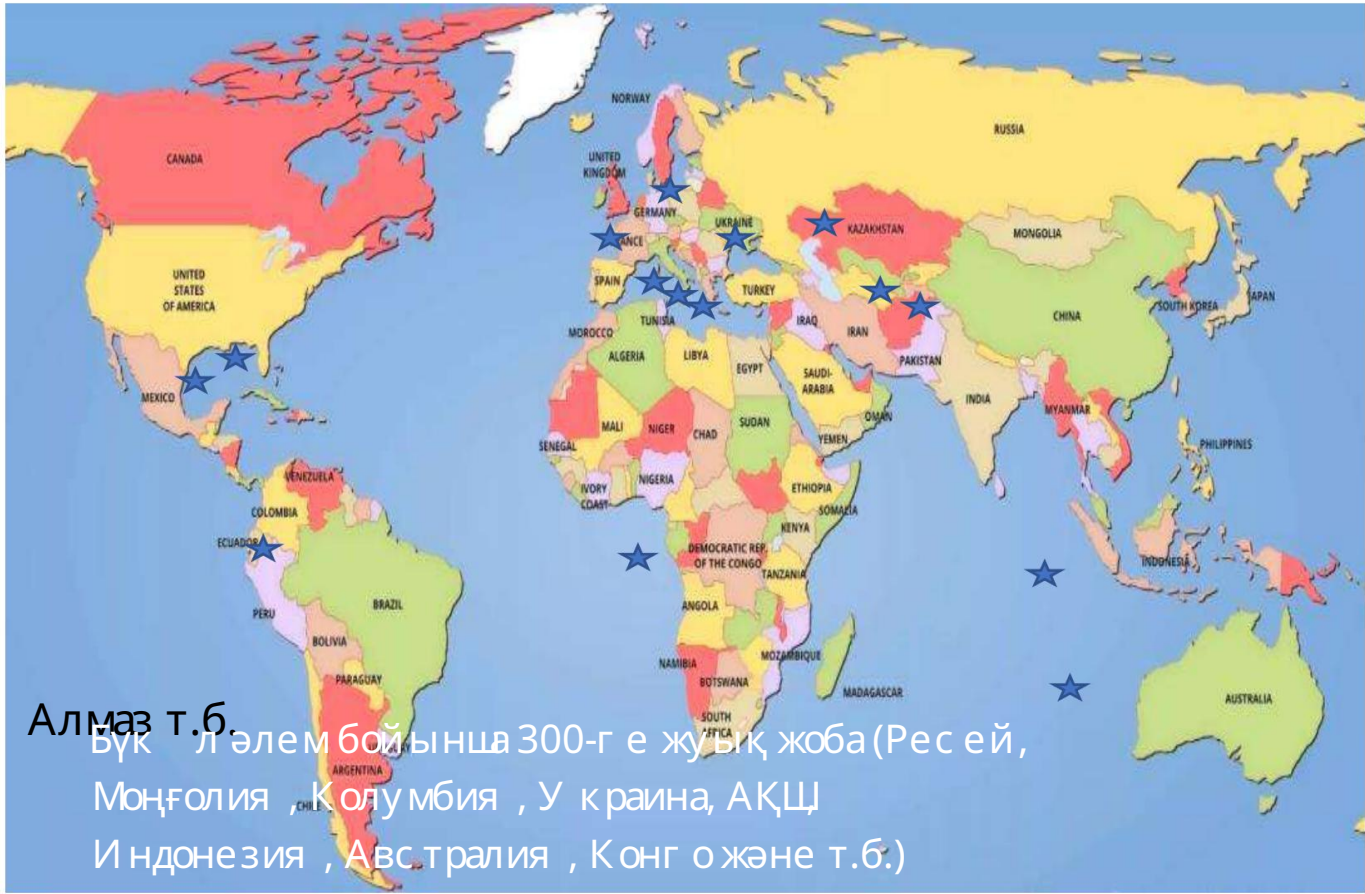 NORWAY
RUSSIA
CANADA
UNITED
KINGDOM
GERMANY
UKRAINE
KAZAKHSTAN
MONGOLIA
ANCE
UNITED
STATES
OF AMERICA
SPAIN
TURKEY
SOUTH KOREA
JAPAN
CHINA
TUNISIA
MOROCCO
IRAQ
IRAN
ALGERIA
LIBYA
EGYPT
PAKISTAN
SAUDI-
ARABIA
MEXICO
INDIA
MYANMAR
OMAN
MALI
NIGER
CHAD
SUDAN
YEMEN
PHILIPPINES
SENEGAL
VENEZUELA
NIGERIA
IVORY
COAST
ETHIOPIA
COLOMBIA
SOMALIA
KENYA
ECUADOR
DEMOCRATIC REP.
OF THE CONGO
INDONESIA
TANZANIA
PERU
BRAZIL
ANGOLA
BOLIVIA
MOZAMBIQUE
NAMIBIA
PARAGUAY
BOTSWANA
MADAGASCAR
AUSTRALIA
SOUTH
AFRICA
Алмаз т.б.
Бүк л әлем бойынша 300-ге жуық жоба (Ресей,
ARGENTINA
Моңғолия , Колумбия , Украина, АҚШ,
CHILE
Индонезия , Австралия , Конго және т.б.)